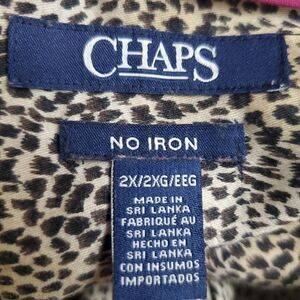 CHAPS
NO IRON
2X/2XG/EEG
MADE IN
SRI LANKA
FABRIQUÉ AU
SRI LANKA
HECHO EN
SRI LANKA
CON INSUMOS
IMPORTADOS